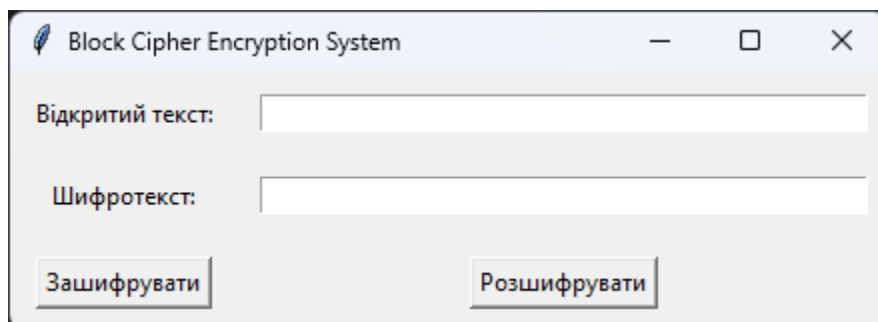 Block Cipher Encryption System
Відкритий текст:
Шифротекст:
Зашифрувати Розшифрувати